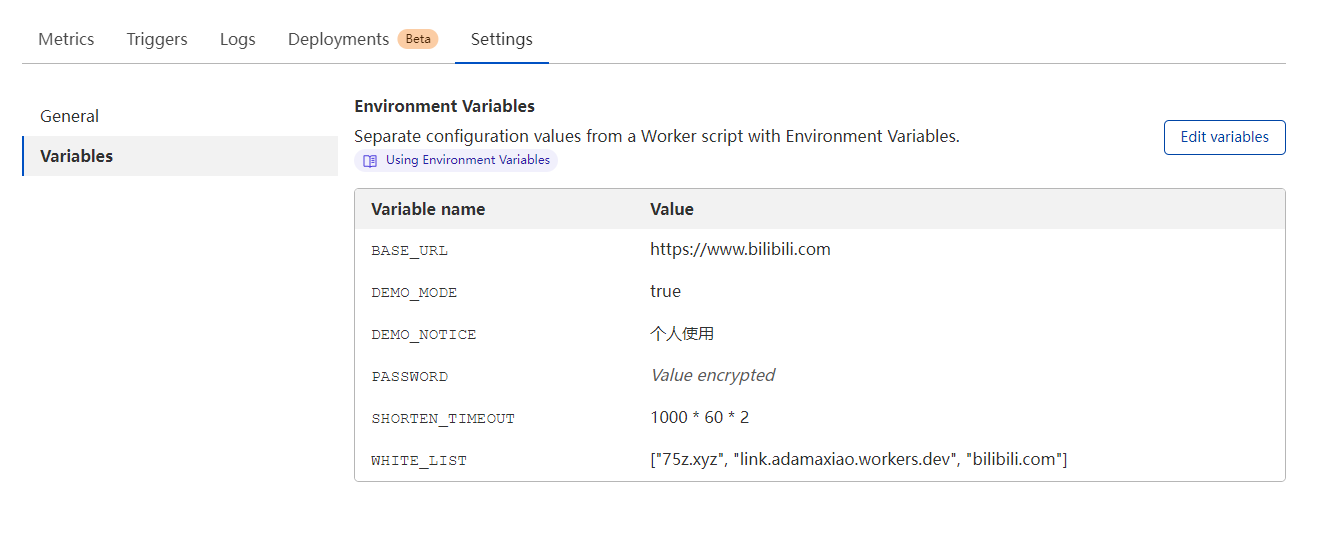 Metrics Triggers Logs Deployments Beta Settings
General
Variables
Environment Variables
Separate configuration values from a Worker script with Environment Variables.
Using Environment Variables
Edit variables
Variable name Value
BASE_URL https://www.bilibili.com
DEMO_MODE true
DEMO_NOTICE 个人使用
PASSWORD Value encrypted
SHORTEN_TIMEOUT 1000 * 60 * 2
WHITE_LIST ["75z.xyz", "link.adamaxiao.workers.dev", "bilibili.com"]